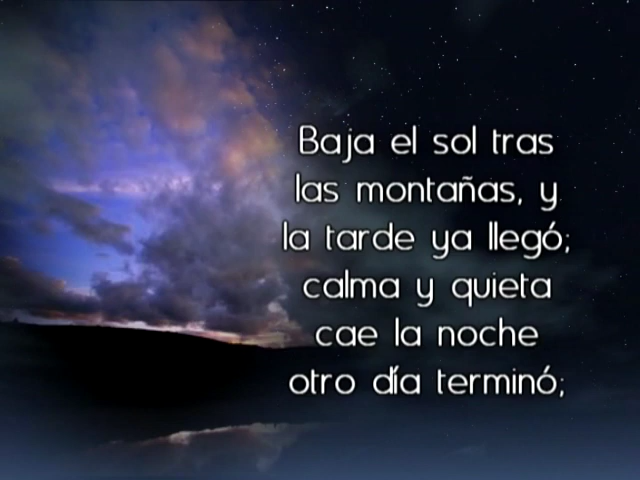 Baja el sol tras
las montañas, y
la tarde ya llegó;
calma y quieta
cae la noche
otro día terminó;